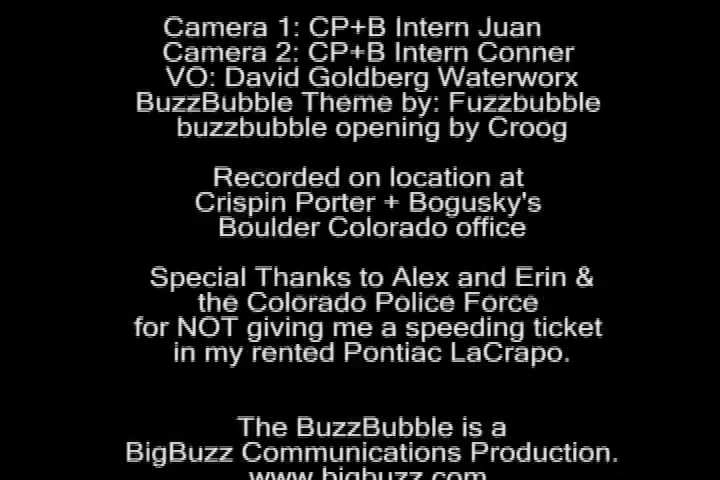 Camera 1: CP+B Intern Juan
Camera 2: CP+B Intern Conner
VO: David Goldberg Waterworx
BuzzBubble Theme by: Fuzzbubble
buzzbubble opening by Croog
Recorded on location at
Crispin Porter + Bogusky's
Boulder Colorado office
Special Thanks to Alex and Erin &
the Colorado Police Force
for NOT giving me a speeding ticket
in my rented Pontiac LaCrapo.
The BuzzBubble is a
BigBuzz Communications Production.
www.bigbuzz.com